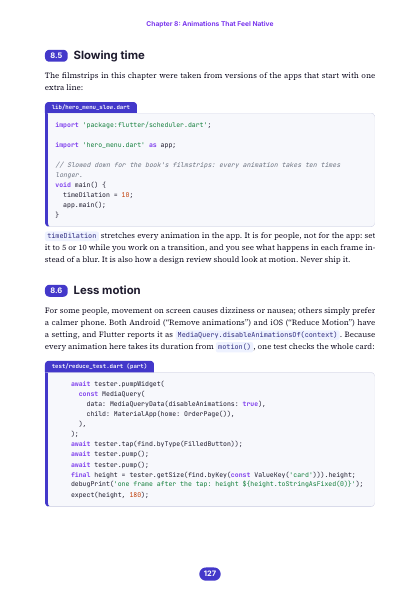 Chapter 8: Animations That Feel Native
8.5 Slowing time
The filmstrips in this chapter were taken from versions of the apps that start with one
extra line:
lib/hero_menu_slow.dart
import 'package:flutter/scheduler.dart';
import 'hero_menu.dart' as app;
// Slowed down for the book's filmstrips: every animation takes ten times
longer.
void main() {
timeDilation = 10;
app.main();
}
timeDilation stretches every animation in the app. It is for people, not for the app: set
it to 5 or 10 while you work on a transition, and you see what happens in each frame in-
stead of a blur. It is also how a design review should look at motion. Never ship it.
8.6 Less motion
For some people, movement on screen causes dizziness or nausea; others simply prefer
a calmer phone. Both Android (“Remove animations”) and iOS (“Reduce Motion”) have
a setting, and Flutter reports it as MediaQuery.disableAnimationsOf(context) . Because
every animation here takes its duration from motion() , one test checks the whole card:
test/reduce_test.dart (part)
await tester.pumpWidget(
const MediaQuery(
data: MediaQueryData(disableAnimations: true),
child: MaterialApp(home: OrderPage()),
),
);
await tester.tap(find.byType(FilledButton));
await tester.pump();
await tester.pump();
final height = tester.getSize(find.byKey(const ValueKey('card'))).height;
debugPrint('one frame after the tap: height ${height.toStringAsFixed(0)}');
expect(height, 180);
127